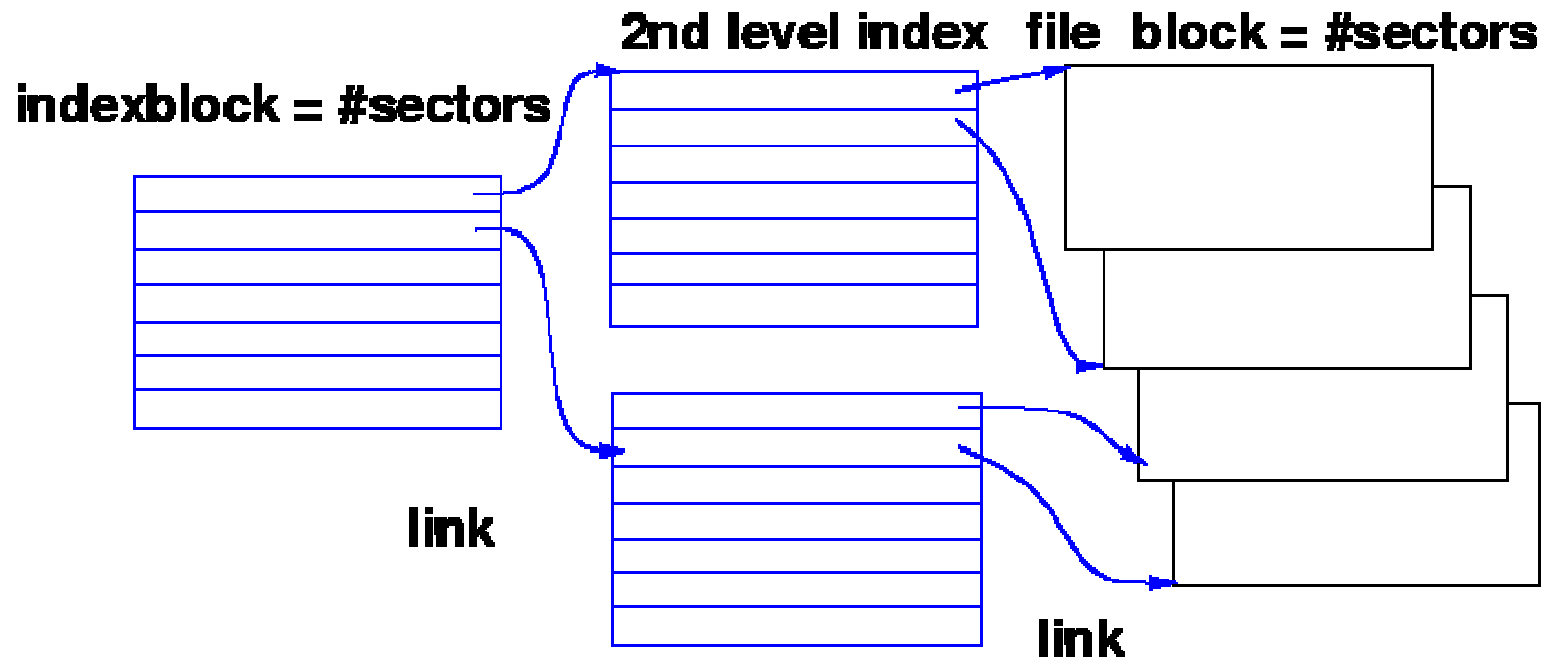 2nd level index file block = #sectors
indexblock = #sectors
link
link